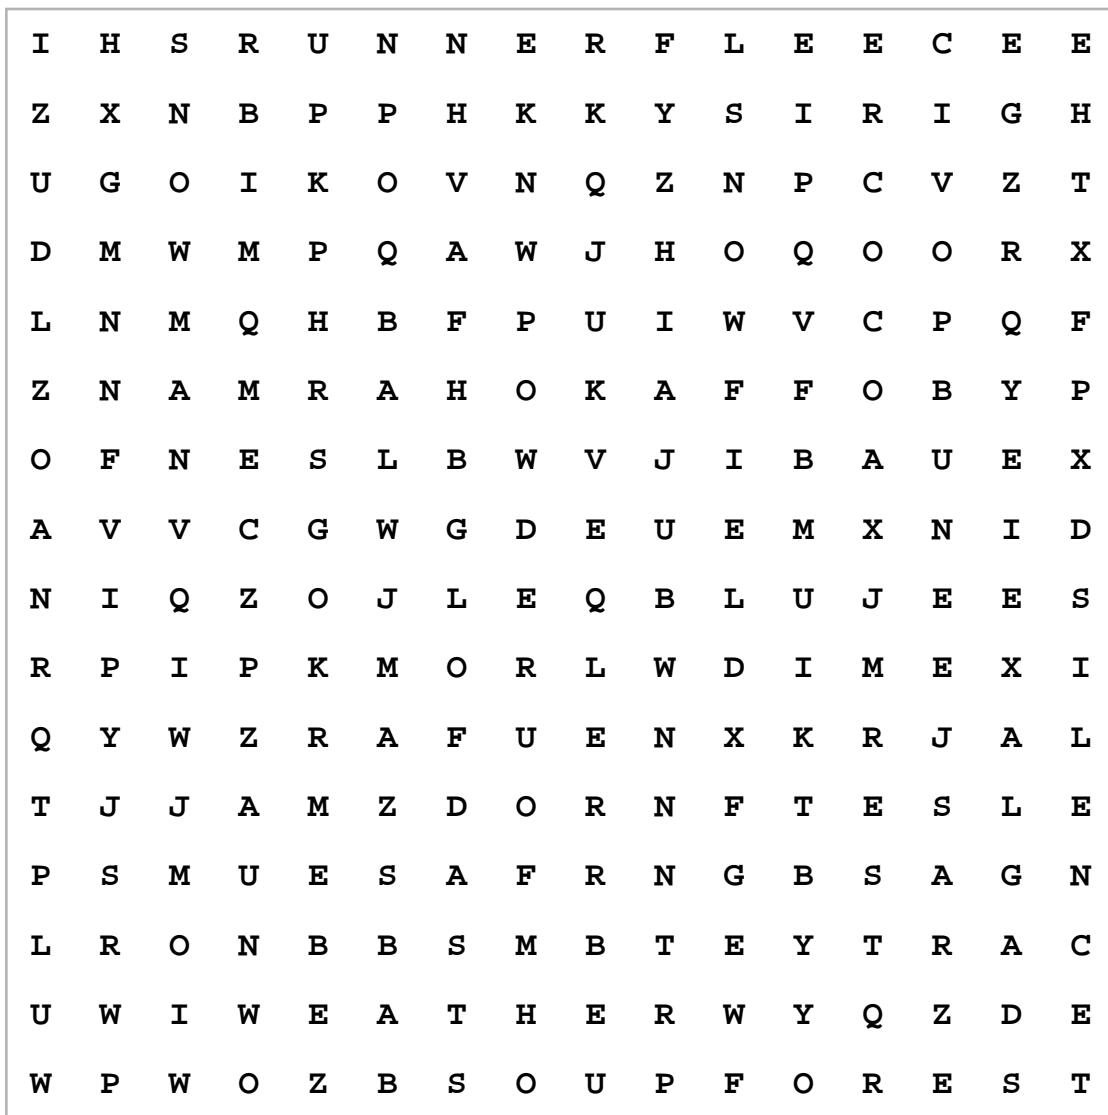 I H S R U N N E R F L E E C E E
Z X N B P P H K K Y S I R I G H
U G O I K O V N Q Z N P C V Z T
D M W M P Q A W J H O Q O O R X
L N M Q H B F P U I W V C P Q F
Z N A M R A H O K A F F O B Y P
O F N E S L B W V J I B A U E X
A V V C G W G D E U E M X N I D
N I Q Z O J L E Q B L U J E E S
R P I P K M O R L W D I M E X I
Q Y W Z R A F U E N X K R J A L
T J J A M Z D O R N F T E S L E
P S M U E S A F R N G B S A G N
L R O N B B S M B T E Y T R A C
U W I W E A T H E R W Y Q Z D E
W P W O Z B S O U P F O R E S T